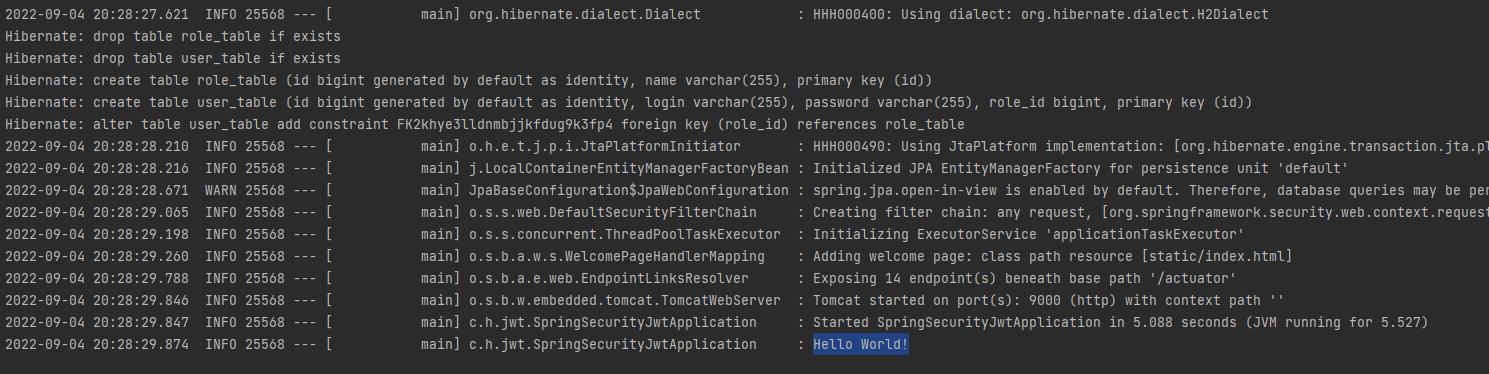 2022-09-04 20:28:27.621  INFO 25568 --- [           main] org.hibernate.dialect.Dialect            : HHH000400: Using dialect: org.hibernate.dialect.H2Dialect
Hibernate: drop table role_table if exists
Hibernate: drop table user_table if exists
Hibernate: create table role_table (id bigint generated by default as identity, name varchar(255), primary key (id))
Hibernate: create table user_table (id bigint generated by default as identity, login varchar(255), password varchar(255), role_id bigint, primary key (id))
Hibernate: alter table user_table add constraint FK2khye3lldnmbjjkfdug9k3fp4 foreign key (role_id) references role_table
2022-09-04 20:28:28.210  INFO 25568 --- [           main] o.h.e.t.j.p.i.JtaPlatformInitiator       : HHH000490: Using JtaPlatform implementation: [org.hibernate.engine.transaction.jta.pl
2022-09-04 20:28:28.216  INFO 25568 --- [           main] j.LocalContainerEntityManagerFactoryBean : Initialized JPA EntityManagerFactory for persistence unit 'default'
2022-09-04 20:28:28.671  WARN 25568 --- [           main] JpaBaseConfiguration$JpaWebConfiguration : spring.jpa.open-in-view is enabled by default. Therefore, database queries may be per
2022-09-04 20:28:29.065  INFO 25568 --- [           main] o.s.s.web.DefaultSecurityFilterChain     : Creating filter chain: any request, [org.springframework.security.web.context.request
2022-09-04 20:28:29.198  INFO 25568 --- [           main] o.s.s.concurrent.ThreadPoolTaskExecutor  : Initializing ExecutorService 'applicationTaskExecutor'
2022-09-04 20:28:29.260  INFO 25568 --- [           main] o.s.b.a.w.s.WelcomePageHandlerMapping    : Adding welcome page: class path resource [static/index.html]
2022-09-04 20:28:29.788  INFO 25568 --- [           main] o.s.b.a.e.web.EndpointLinksResolver      : Exposing 14 endpoint(s) beneath base path '/actuator'
2022-09-04 20:28:29.846  INFO 25568 --- [           main] o.s.b.w.embedded.tomcat.TomcatWebServer  : Tomcat started on port(s): 9000 (http) with context path ''
2022-09-04 20:28:29.847  INFO 25568 --- [           main] c.h.jwt.SpringSecurityJwtApplication     : Started SpringSecurityJwtApplication in 5.088 seconds (JVM running for 5.527)
2022-09-04 20:28:29.874  INFO 25568 --- [           main] c.h.jwt.SpringSecurityJwtApplication     : Hello World!